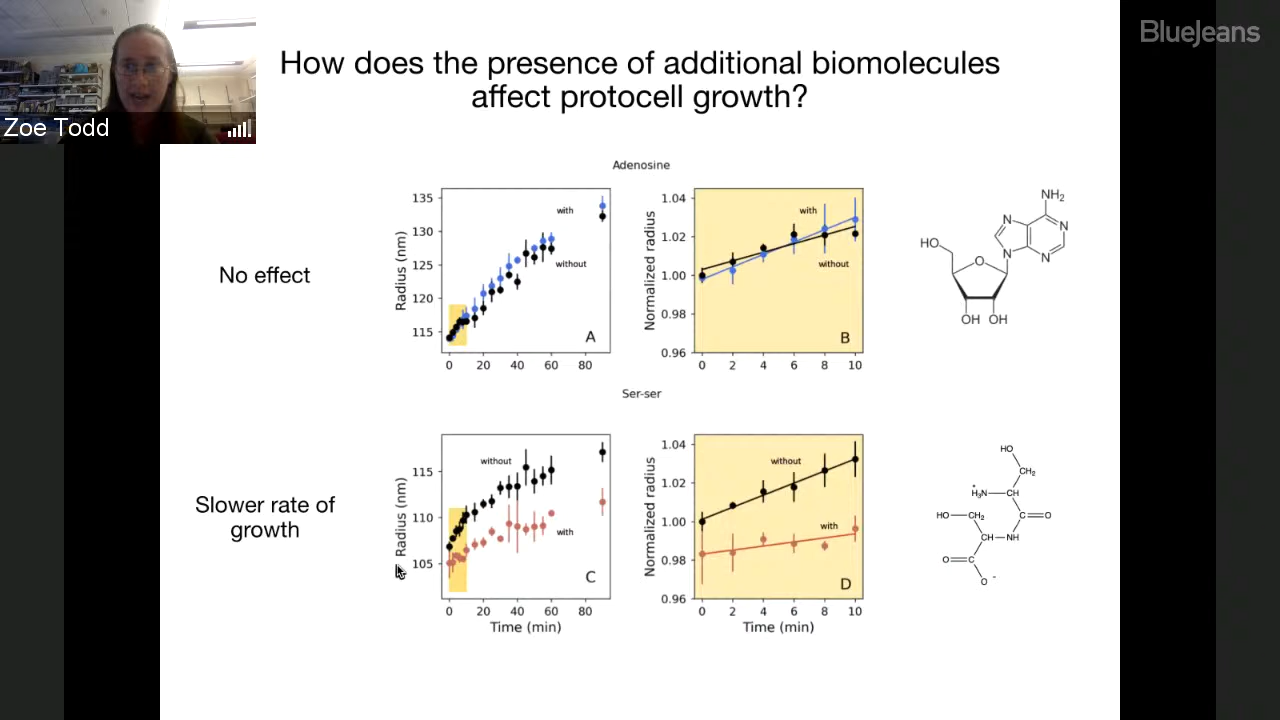 BlueJeans
Zoe Todd
How does the presence of additional biomolecules
affect protocell growth?
Adenosine
No effect
Radius (nm)
135
130
125
120
115
0 20 40 60 80
with
without
A
Normalized radius
1.04
1.02
1.00
0.98
0.96
0 2 4 6 8 10
with
without
B
NH₂
N
N
N
N
HO
O
OH OH
Ser-ser
Slower rate of
growth
Radius (nm)
115
110
105
0 20 40 60 80
Time (min)
without
with
C
Normalized radius
1.04
1.02
1.00
0.98
0.96
0 2 4 6 8 10
Time (min)
without
with
D
HO
CH₂
H₃N
CH
HO
CH₂
C
O
CH
NH
O
C
O
-